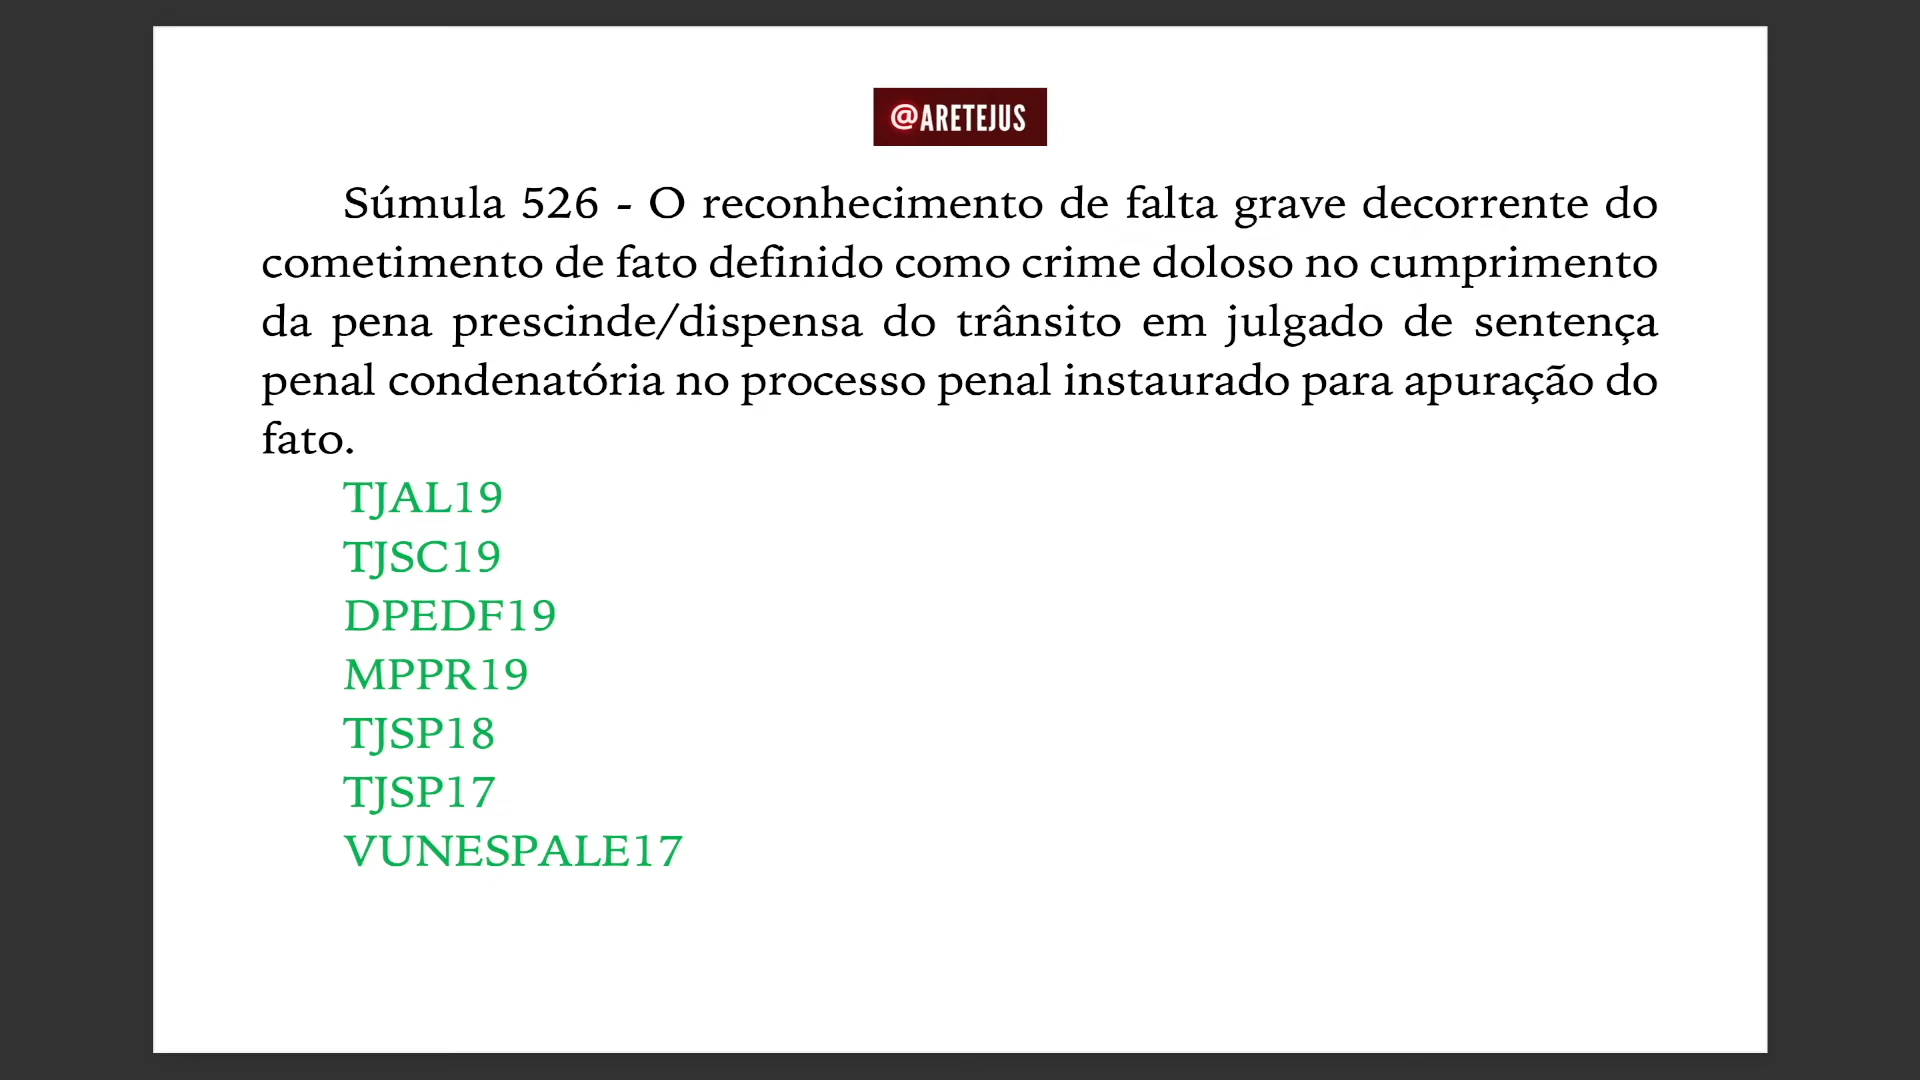 @ARETEJUS
Súmula 526 - O reconhecimento de falta grave decorrente do
cometimento de fato definido como crime doloso no cumprimento
da pena prescinde/dispensa do trânsito em julgado de sentença
penal condenatória no processo penal instaurado para apuração do
fato.
TJAL19
TJSC19
DPEDF19
MPPR19
TJSP18
TJSP17
VUNESPALE17